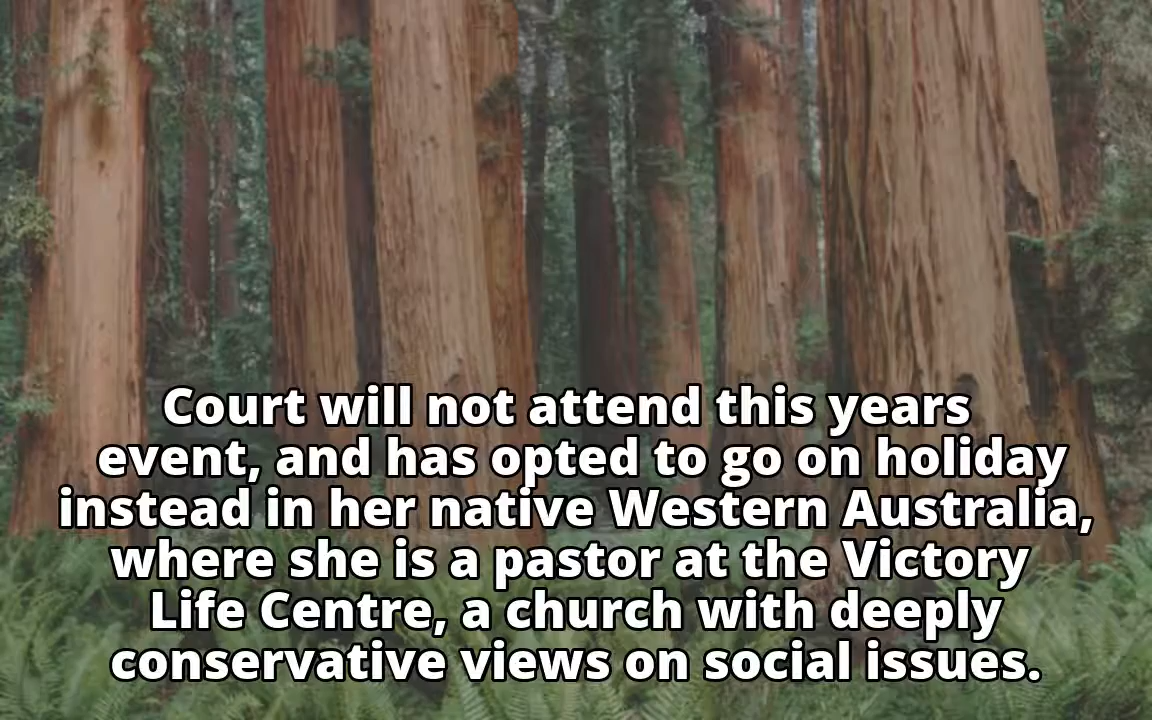 Court will not attend this years
event, and has opted to go on holiday
instead in her native Western Australia,
where she is a pastor at the Victory
Life Centre, a church with deeply
conservative views on social issues.